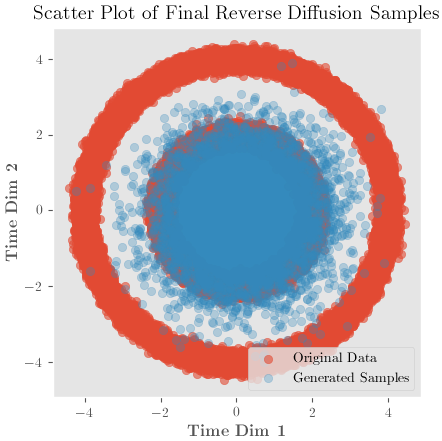 Scatter Plot of Final Reverse Diffusion Samples
4
2
0
−2
−4
Time Dim 2
Original Data
Generated Samples
−4 −2 0 2 4
Time Dim 1